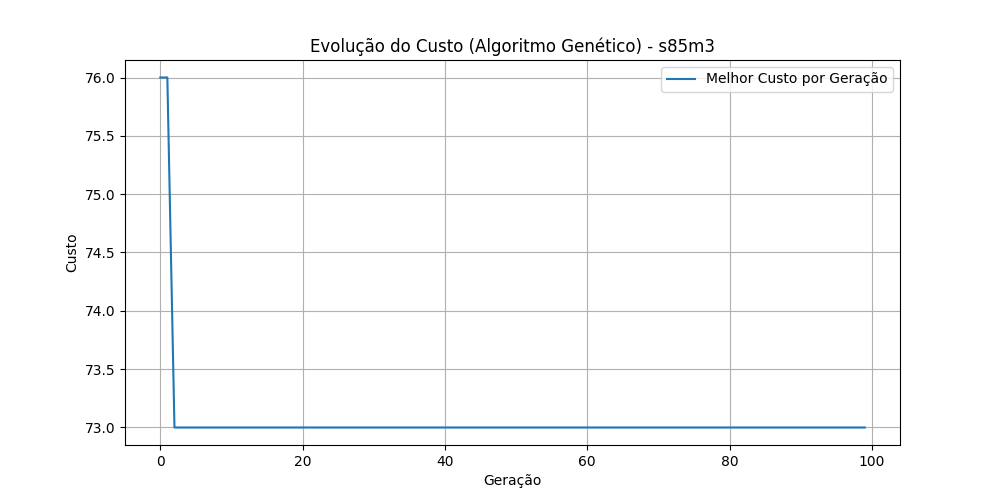 Evolução do Custo (Algoritmo Genético) - s85m3
Melhor Custo por Geração
76.0
75.5
75.0
74.5
74.0
73.5
73.0
Custo
0 20 40 60 80 100
Geração